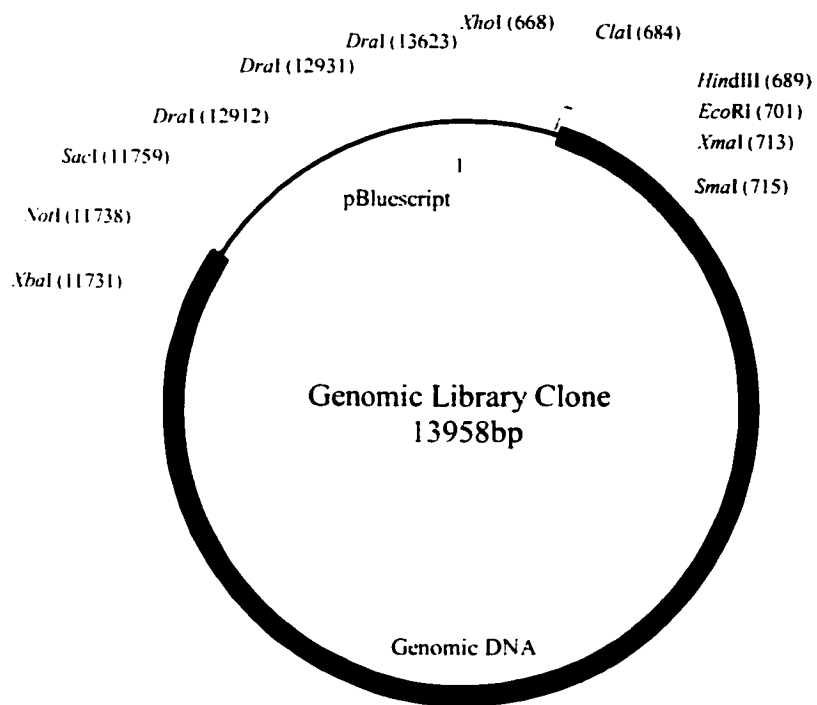 XhoI (668)
ClaI (684)
DraI (13623)
DraI (12931)
HindIII (689)
DraI (12912)
EcoRI (701)
XmaI (713)
SacI (11759)
1
SmaI (715)
pBluescript
NotI (11738)
XbaI (11731)
Genomic Library Clone
13958bp
Genomic DNA